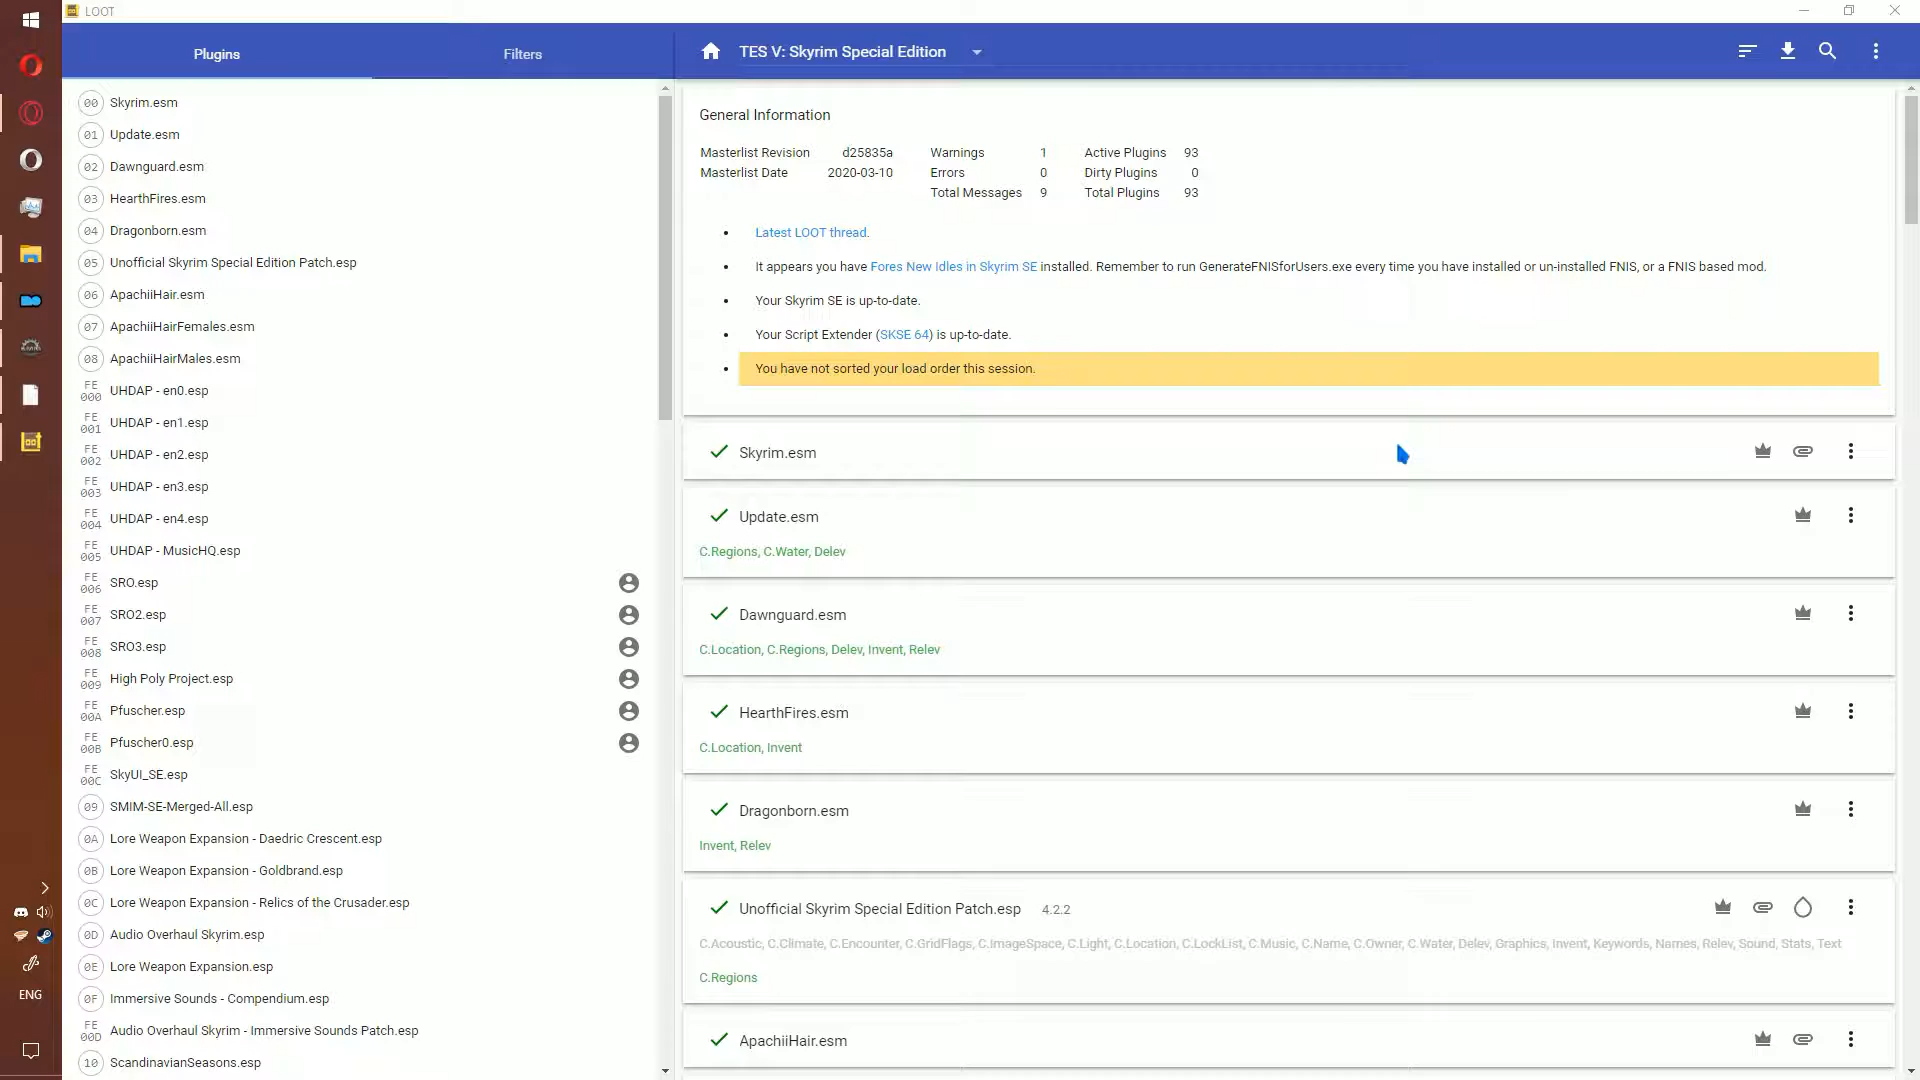 LOOT
Plugins
Filters
TES V: Skyrim Special Edition
00 Skyrim.esm
01 Update.esm
02 Dawnguard.esm
03 HearthFires.esm
04 Dragonborn.esm
05 Unofficial Skyrim Special Edition Patch.esp
06 ApachiiHair.esm
07 ApachiiHairFemales.esm
08 ApachiiHairMales.esm
FE 000 UHDAP - en0.esp
FE 001 UHDAP - en1.esp
FE 002 UHDAP - en2.esp
FE 003 UHDAP - en3.esp
FE 004 UHDAP - en4.esp
FE 005 UHDAP - MusicHQ.esp
FE 006 SRO.esp
FE 007 SRO2.esp
FE 008 SRO3.esp
FE 009 High Poly Project.esp
FE 00A Pfuscher.esp
FE 00B Pfuscher0.esp
FE 00C SkyUI_SE.esp
09 SMIM-SE-Merged-All.esp
0A Lore Weapon Expansion - Daedric Crescent.esp
0B Lore Weapon Expansion - Goldbrand.esp
0C Lore Weapon Expansion - Relics of the Crusader.esp
0D Audio Overhaul Skyrim.esp
0E Lore Weapon Expansion.esp
0F Immersive Sounds - Compendium.esp
FE 00D Audio Overhaul Skyrim - Immersive Sounds Patch.esp
10 ScandinavianSeasons.esp
General Information
Masterlist Revision d25835a Warnings 1 Active Plugins 93
Masterlist Date 2020-03-10 Errors 0 Dirty Plugins 0
Total Messages 9 Total Plugins 93
Latest LOOT thread.
It appears you have Fores New Idles in Skyrim SE installed. Remember to run GenerateFNISforUsers.exe every time you have installed or un-installed FNIS, or a FNIS based mod.
Your Skyrim SE is up-to-date.
Your Script Extender (SKSE 64) is up-to-date.
You have not sorted your load order this session.
Skyrim.esm
Update.esm
C.Regions, C.Water, Delev
Dawnguard.esm
C.Location, C.Regions, Delev, Invent, Relev
HearthFires.esm
C.Location, Invent
Dragonborn.esm
Invent, Relev
Unofficial Skyrim Special Edition Patch.esp 4.2.2
C.Acoustic, C.Climate, C.Encounter, C.GridFlags, C.ImageSpace, C.Light, C.Location, C.LockList, C.Music, C.Name, C.Owner, C.Water, Delev, Graphics, Invent, Keywords, Names, Relev, Sound, Stats, Text
C.Regions
ApachiiHair.esm
ENG